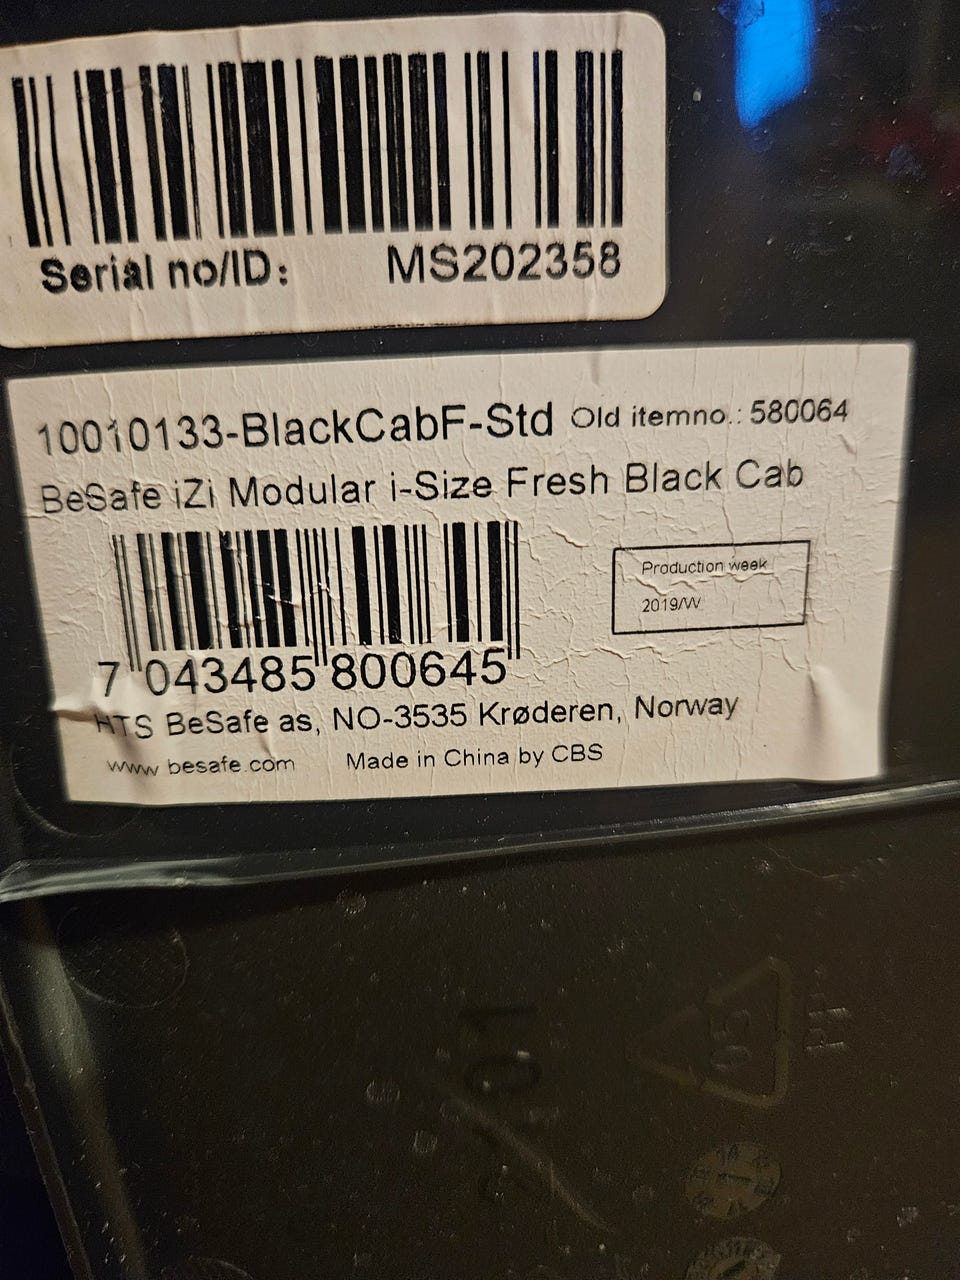 Serial no/ID: MS202358
10010133-BlackCabF-Std Old itemno.: 580064
BeSafe iZi Modular i-Size Fresh Black Cab
Production week
2019/W
7 043485 800645
HTS BeSafe as, NO-3535 Krøderen, Norway
www.besafe.com Made in China by CBS
01
05